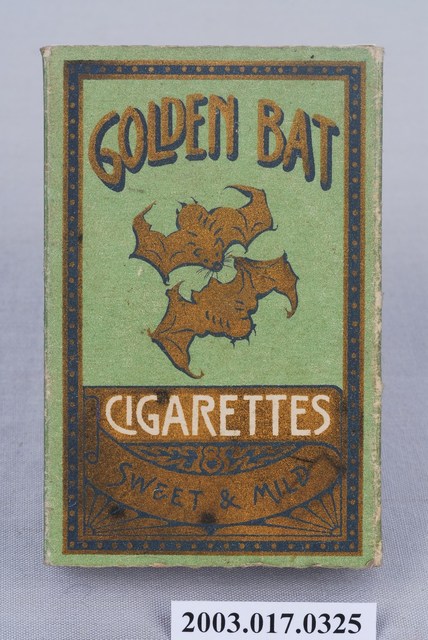 GOLDEN BAT
CIGARETTES
SWEET & MILD
2003.017.0325